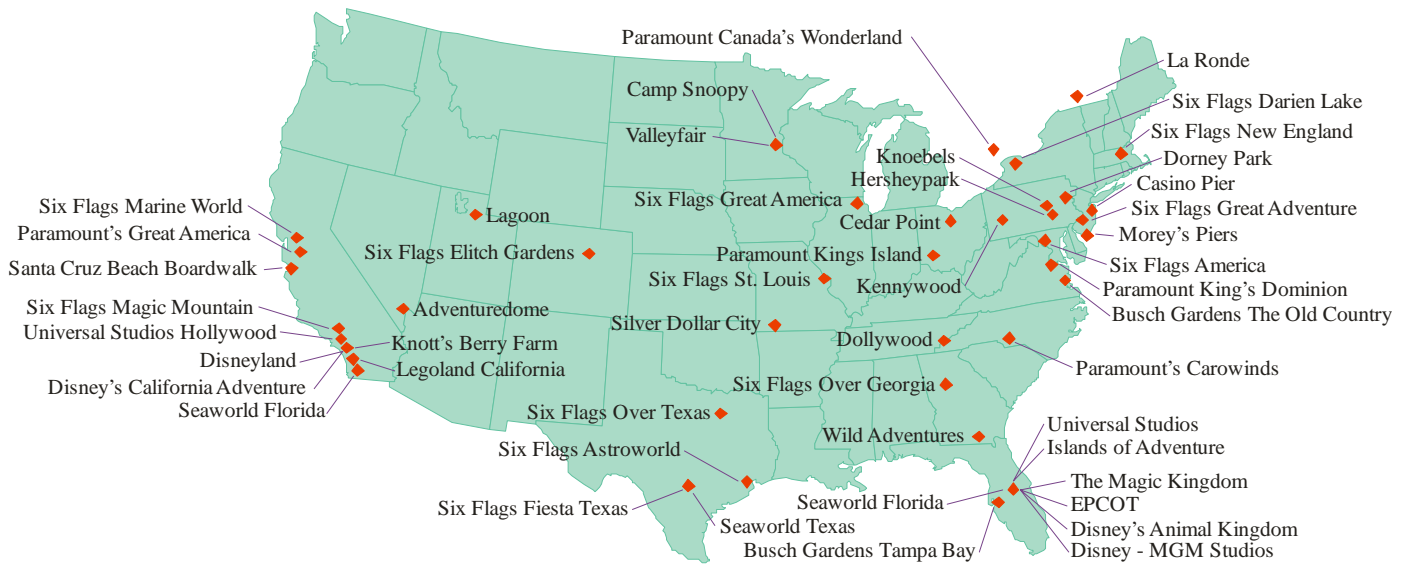 Paramount Canada's Wonderland
La Ronde
Camp Snoopy
Six Flags Darien Lake
Valleyfair
Six Flags New England
Knoebels
Dorney Park
Hersheypark
Casino Pier
Six Flags Great America
Six Flags Marine World
Lagoon
Cedar Point
Six Flags Great Adventure
Paramount's Great America
Six Flags Elitch Gardens
Paramount Kings Island
Morey's Piers
Santa Cruz Beach Boardwalk
Six Flags St. Louis
Kennywood
Six Flags America
Paramount King's Dominion
Six Flags Magic Mountain
Adventuredome
Busch Gardens The Old Country
Universal Studios Hollywood
Silver Dollar City
Knott's Berry Farm
Dollywood
Disneyland
Legoland California
Paramount's Carowinds
Disney's California Adventure
Six Flags Over Georgia
Seaworld Florida
Six Flags Over Texas
Wild Adventures
Universal Studios
Six Flags Astroworld
Islands of Adventure
The Magic Kingdom
Seaworld Florida
EPCOT
Six Flags Fiesta Texas
Seaworld Texas
Disney's Animal Kingdom
Busch Gardens Tampa Bay
Disney - MGM Studios